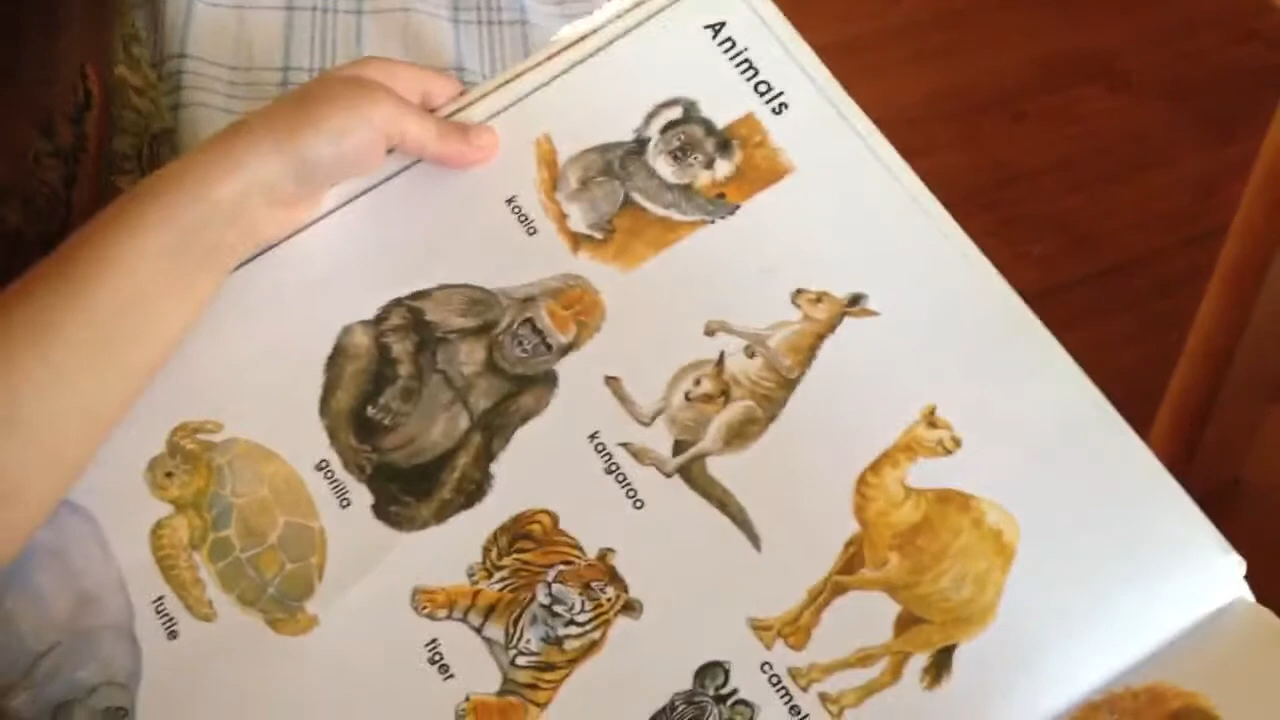 Animals
koala
gorilla
kangaroo
turtle
tiger
camel